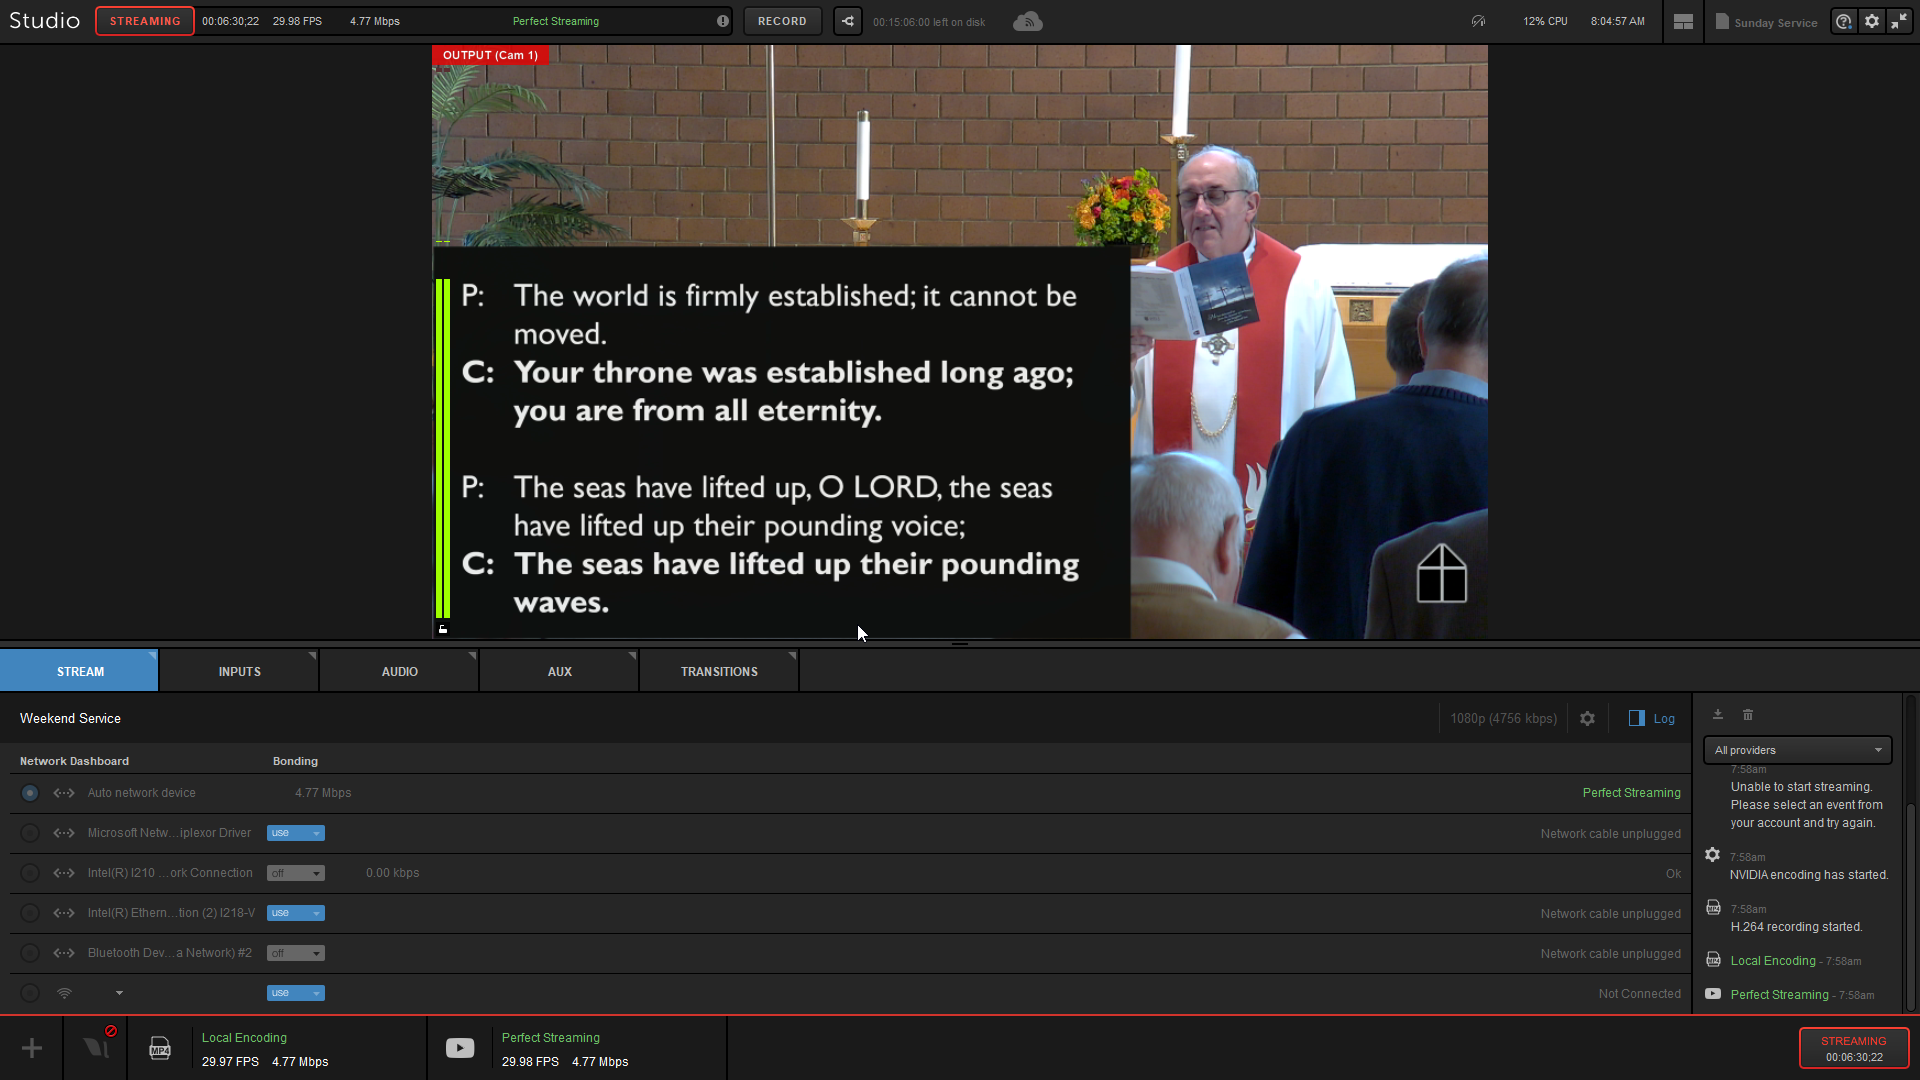 Studio
STREAMING 00:06:30;22 29.98 FPS 4.77 Mbps Perfect Streaming
RECORD
00:15:06:00 left on disk
12% CPU 8:04:57 AM
Sunday Service
OUTPUT (Cam 1)
P: The world is firmly established; it cannot be
moved.
C: Your throne was established long ago;
you are from all eternity.
P: The seas have lifted up, O LORD, the seas
have lifted up their pounding voice;
C: The seas have lifted up their pounding
waves.
STREAM INPUTS AUDIO AUX TRANSITIONS
Weekend Service 1080p (4756 kbps) Log
Network Dashboard Bonding
Auto network device 4.77 Mbps Perfect Streaming
Microsoft Netw...iplexor Driver use Network cable unplugged
Intel(R) I210 ...ork Connection off 0.00 kbps Ok
Intel(R) Ethern...tion (2) I218-V use Network cable unplugged
Bluetooth Dev...a Network) #2 off Network cable unplugged
use Not Connected
All providers
7:58am
Unable to start streaming.
Please select an event from
your account and try again.
7:58am
NVIDIA encoding has started.
MP4 7:58am
H.264 recording started.
MP4 Local Encoding - 7:58am
Perfect Streaming - 7:58am
MP4
Local Encoding
29.97 FPS 4.77 Mbps
Perfect Streaming
29.98 FPS 4.77 Mbps
STREAMING
00:06:30;22